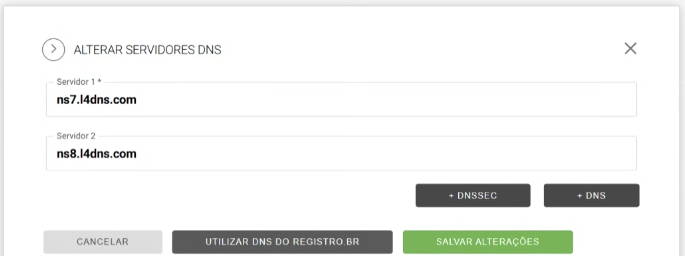 ALTERAR SERVIDORES DNS
Servidor 1 *
ns7.l4dns.com
Servidor 2
ns8.l4dns.com
+ DNSSEC
+ DNS
CANCELAR
UTILIZAR DNS DO REGISTRO.BR
SALVAR ALTERAÇÕES